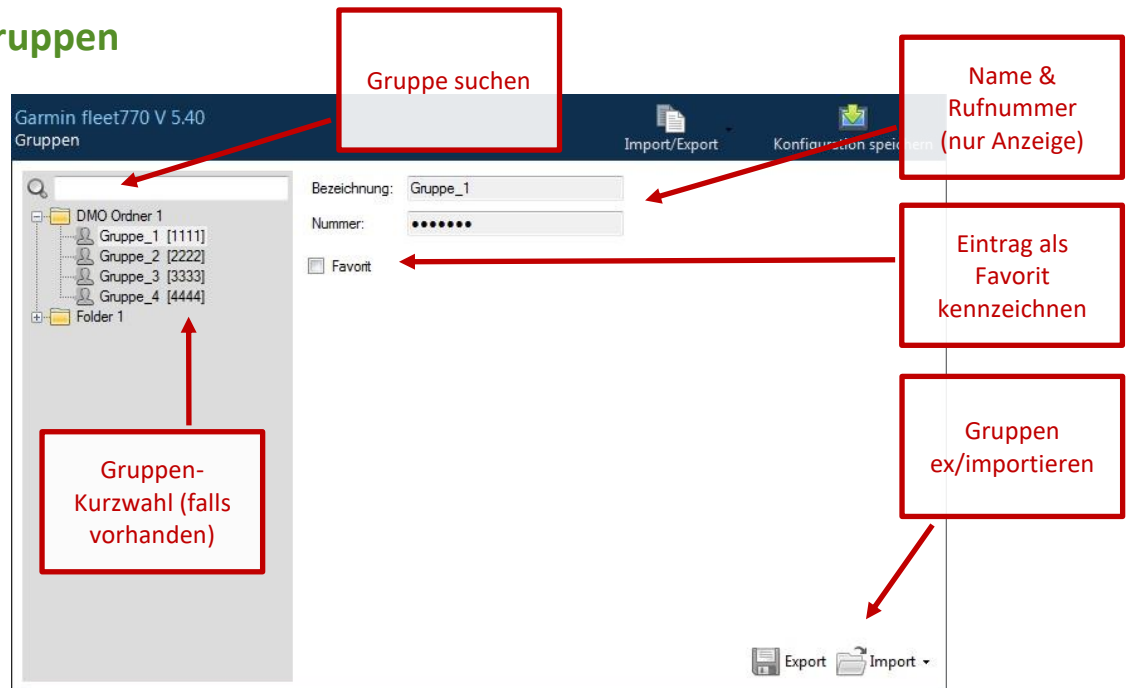 ruppen
Gruppe suchen
Name &
Rufnummer
(nur Anzeige)
Garmin fleet770 V 5.40
Gruppen
Import/Export
Konfiguration speichern
Bezeichnung: Gruppe_1
Nummer: •••••••
Favorit
DMO Ordner 1
Gruppe_1 [1111]
Gruppe_2 [2222]
Gruppe_3 [3333]
Gruppe_4 [4444]
Folder 1
Eintrag als
Favorit
kennzeichnen
Gruppen-
Kurzwahl (falls
vorhanden)
Gruppen
ex/importieren
Export Import